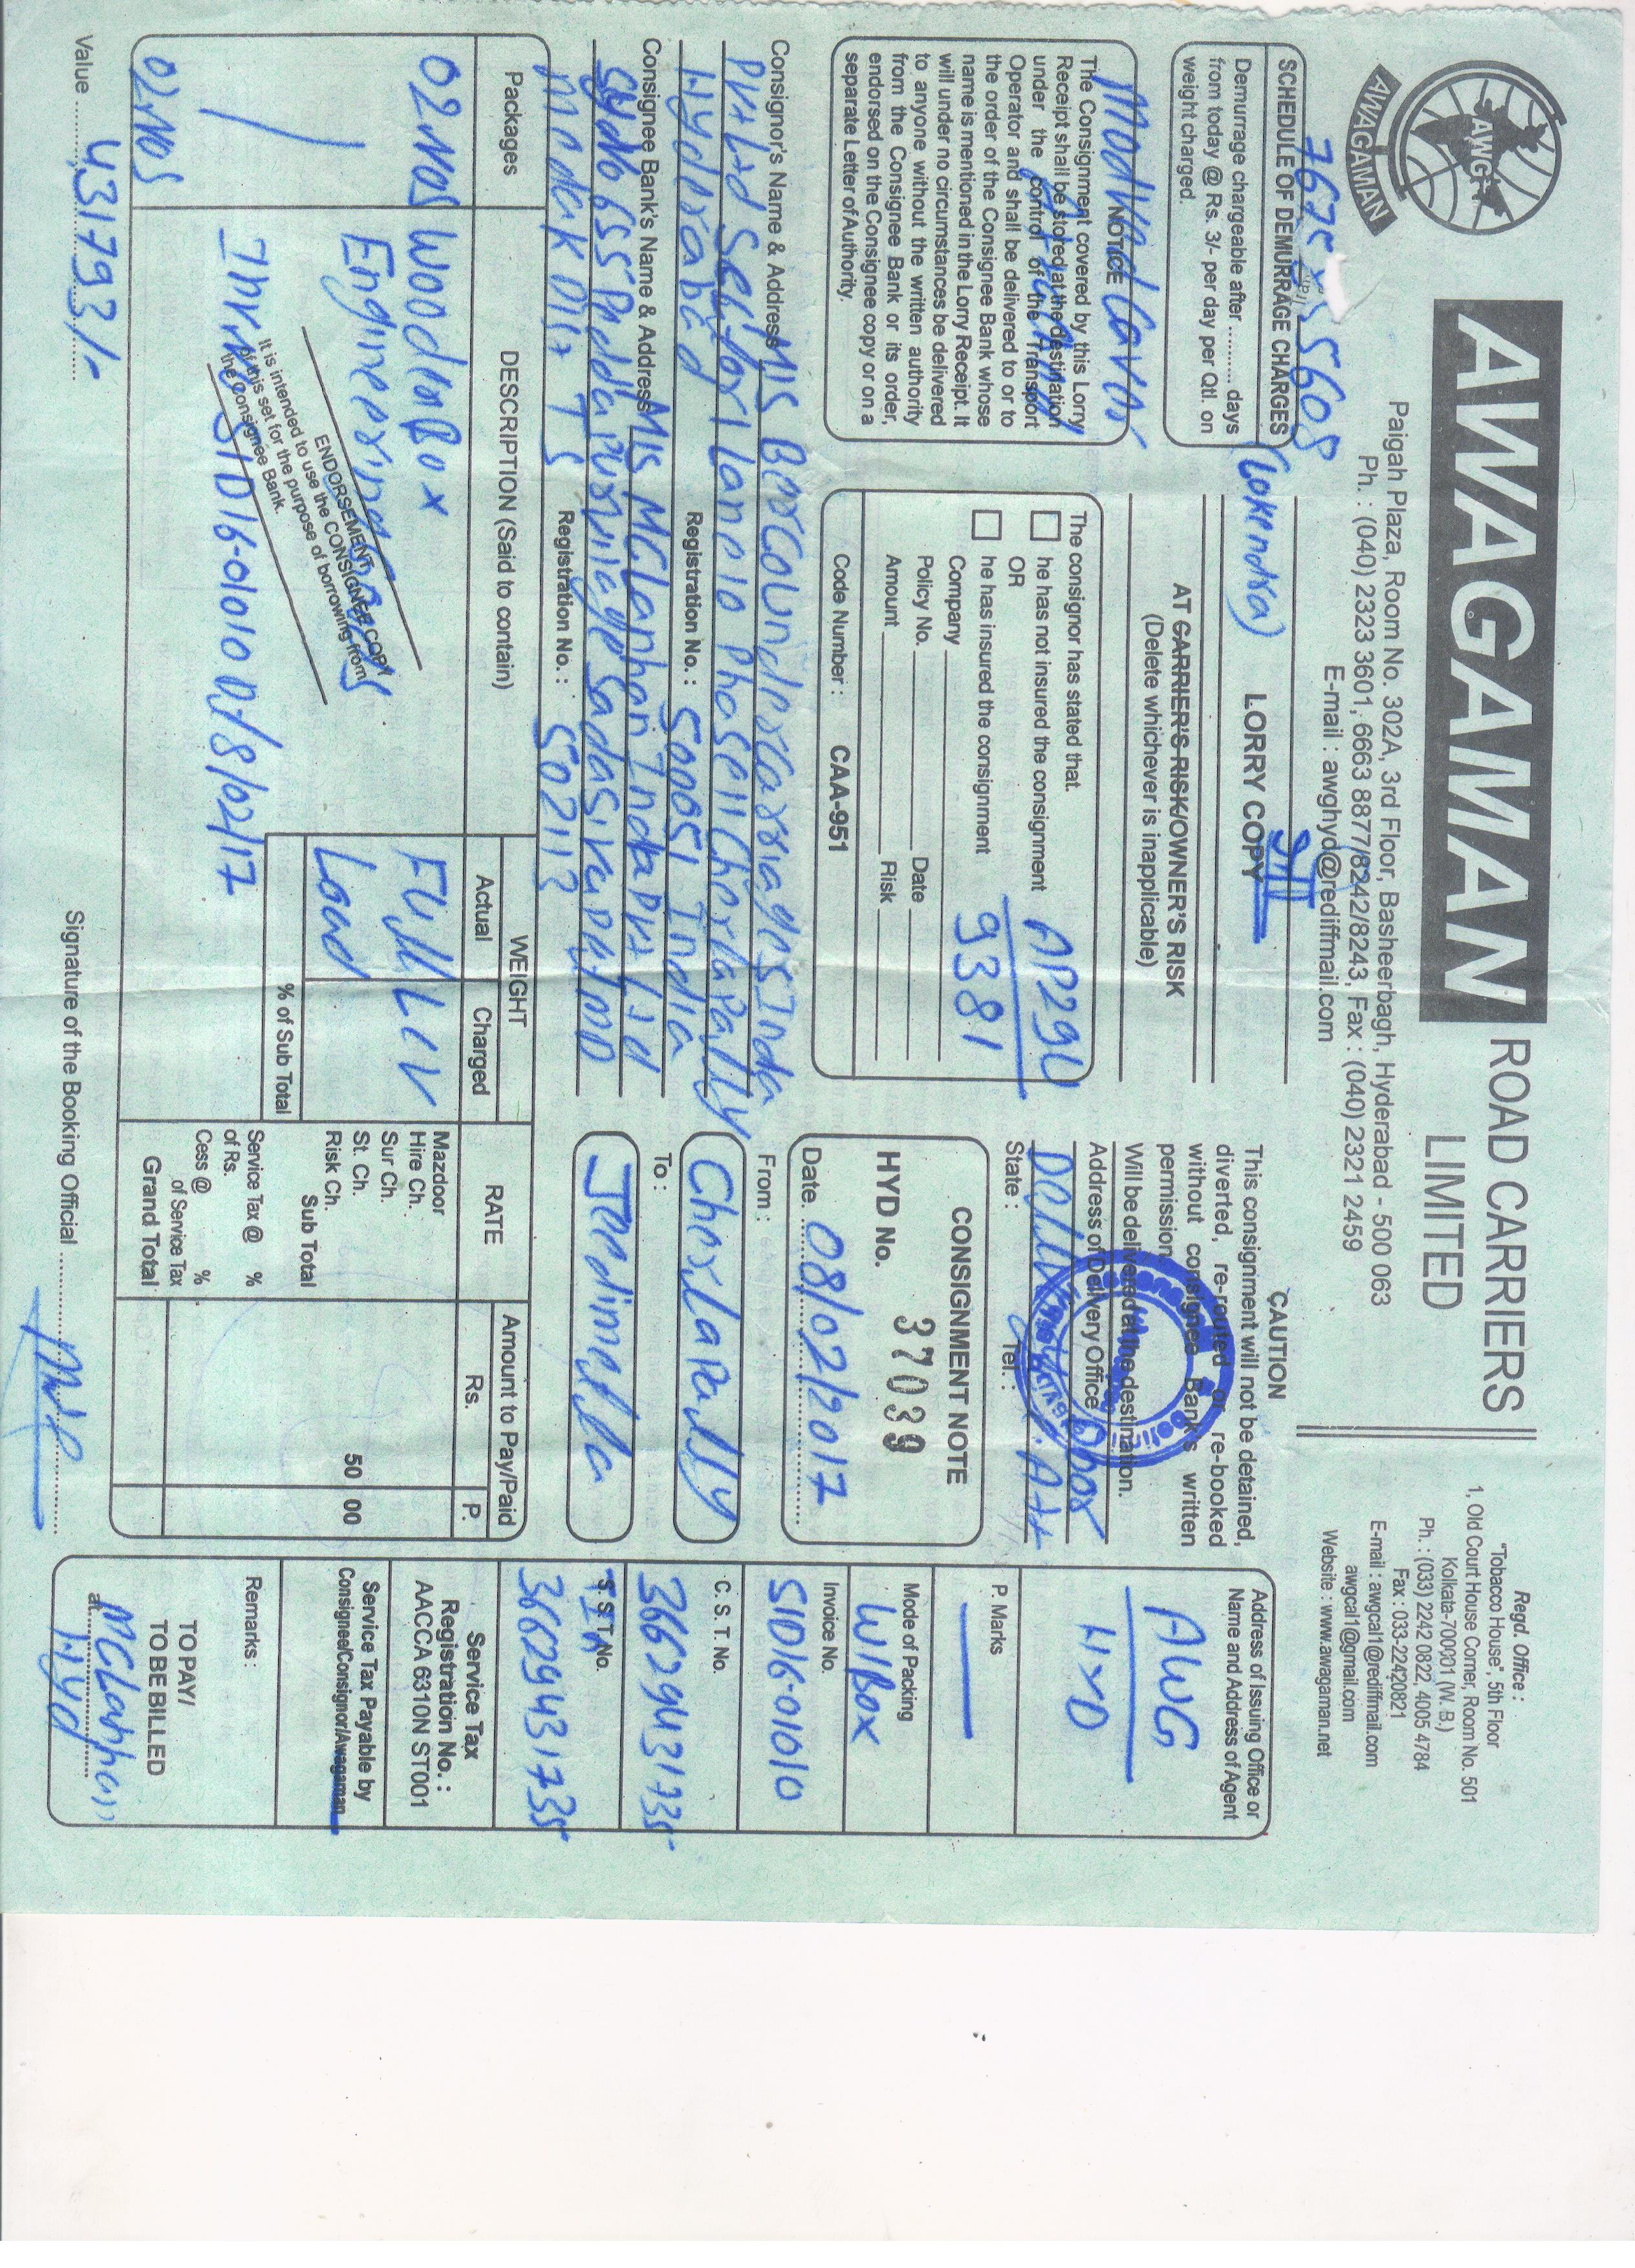 AWG
AWAGAMAN
AWAGAMAN ROAD CARRIERS
LIMITED
Paigah Plaza, Room No. 302A, 3rd Floor, Basheerbagh, Hyderabad - 500 063
Ph. : (040) 2323 3601, 6663 8877/8242/8243, Fax : (040) 2321 2459
E-mail : awghyd@rediffmail.com
Regd. Office :
"Tobacco House", 5th Floor
1, Old Court House Corner, Room No. 501
Kolkata-700001 (W. B.)
Ph. : (033) 2242 0822, 4005 4784
Fax : 033-22420821
E-mail : awgcal1@rediffmail.com
awgcal1@gmail.com
Website : www.awagaman.net
5608
SCHEDULE OF DEMURRAGE CHARGES
Demurrage chargeable after ......... days
from today @ Rs. 3/- per day per Qtl. on
weight charged.
NOTICE
The Consignment covered by this Lorry
Receipt shall be stored at the destination
under the control of the Transport
Operator and shall be delivered to or to
the order of the Consignee Bank whose
name is mentioned in the Lorry Receipt. It
will under no circumstances be delivered
to anyone without the written authority
from the Consignee Bank or its order,
endorsed on the Consignee copy or on a
separate Letter of Authority.
(Lokendra)
LORRY COPY
AT CARRIER'S RISK/OWNER'S RISK
(Delete whichever is inapplicable)
The consignor has stated that.
he has not insured the consignment
OR
he has insured the consignment
AP29U
9381
Company
Policy No. Date
Amount Risk
Code Number : CAA-951
CAUTION
This consignment will not be detained,
diverted, re-routed or re-booked
without consignee Bank's written
permission.
Will be delivered at the destination.
Address of Delivery Office
State : Tel. :
CONSIGNMENT NOTE
HYD No. 37039
Date. 08/02/2017
From :
Cherlapally
To :
Jeedimetla
Address of Issuing Office or
Name and Address of Agent
AWG
HYD
P. Marks
Mode of Packing
W/Box
Invoice No.
SID16-01010
C. S. T. No.
36629431735
S. S. T. No.
TIN
36629431735
Service Tax
Registration No. :
AACCA 6310N ST001
Service Tax Payable by
Consignee/Consignor/Awagaman
Remarks :
TO PAY/
TO BE BILLED
at MCLanhan
Hyd
Consignor's Name & Address M/S Beecoundercarriages India
Pvt Ltd Sector 1 lane 10 Phase II Cherlapally
Hyderabad Registration No. : 500051 India
Consignee Bank's Name & Address M/S MCLanhan India Pvt Ltd
Sy No 655 Peddapur village Sadasivapet MD
Medak Dist TS Registration No. : 502113
Packages
DESCRIPTION (Said to contain)
WEIGHT
Actual
Charged
RATE
Amount to Pay/Paid
Rs.
P.
02 Nos Wooden Box
Engineering Goods
Full LCV
Load
ENDORSEMENT
It is intended to use the CONSIGNEE COPY
of this set for the purpose of borrowing from
the Consignee Bank.
Inv No SID16-01010 Dt 8/02/17
02 Nos
Mazdoor
Hire Ch.
Sur Ch.
St. Ch. 50 00
Risk Ch.
Sub Total
% of Sub Total
Service Tax @ %
of Rs.
Cess @ %
of Service Tax
Grand Total
Value 431793/-
Signature of the Booking Official